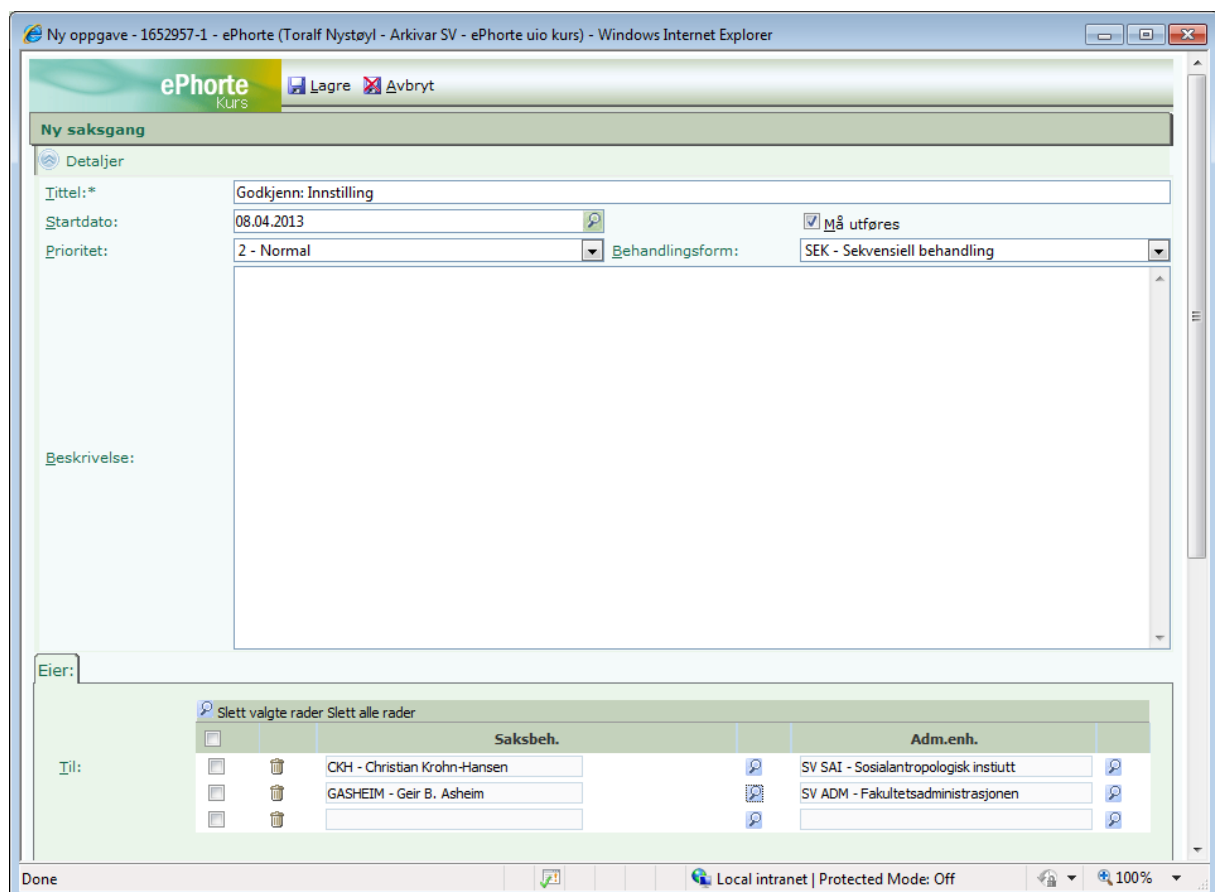 Ny oppgave - 1652957-1 - ePhorte (Toralf Nystøyl - Arkivar SV - ePhorte uio kurs) - Windows Internet Explorer
ePhorte Kurs Lagre Avbryt
Ny saksgang
Detaljer
Tittel:* Godkjenn: Innstilling
Startdato: 08.04.2013 Må utføres
Prioritet: 2 - Normal Behandlingsform: SEK - Sekvensiell behandling
Beskrivelse:
Eier:
Slett valgte rader Slett alle rader
Saksbeh. Adm.enh.
Til: CKH - Christian Krohn-Hansen SV SAI - Sosialantropologisk instiutt
GASHEIM - Geir B. Asheim SV ADM - Fakultetsadministrasjonen
Done Local intranet | Protected Mode: Off 100%